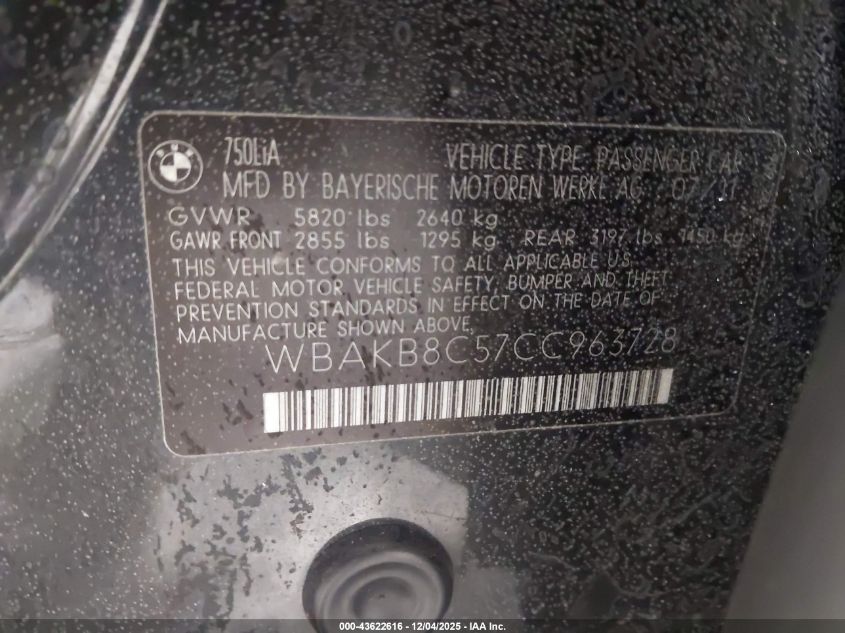 750LiA VEHICLE TYPE: PASSENGER CAR
MFD BY BAYERISCHE MOTOREN WERKE AG 07/11
GVWR 5820 lbs 2640 kg
GAWR FRONT 2855 lbs 1295 kg REAR 3197 lbs 1450 kg
THIS VEHICLE CONFORMS TO ALL APPLICABLE U.S.
FEDERAL MOTOR VEHICLE SAFETY, BUMPER AND THEFT
PREVENTION STANDARDS IN EFFECT ON THE DATE OF
MANUFACTURE SHOWN ABOVE.
WBAKB8C57CC963728
000-43622616 - 12/04/2025 - IAA Inc.